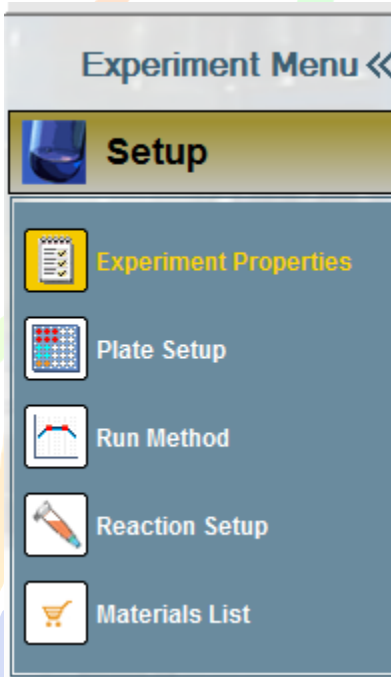 Experiment Menu «
Setup
Experiment Properties
Plate Setup
Run Method
Reaction Setup
Materials List